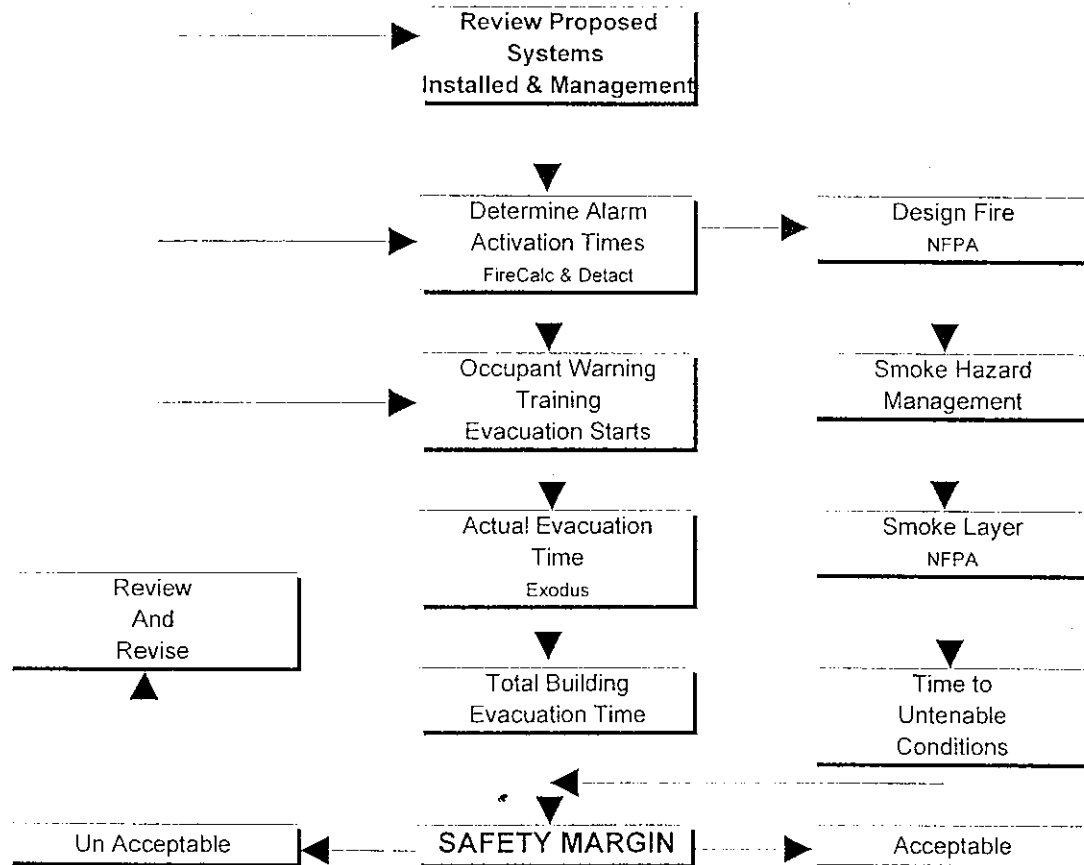 Review Proposed
Systems
Installed & Management
Determine Alarm
Activation Times
FireCalc & Detact
Design Fire
NFPA
Occupant Warning
Training
Evacuation Starts
Smoke Hazard
Management
Actual Evacuation
Time
Exodus
Smoke Layer
NFPA
Review
And
Revise
Total Building
Evacuation Time
Time to
Untenable
Conditions
Un Acceptable
SAFETY MARGIN
Acceptable